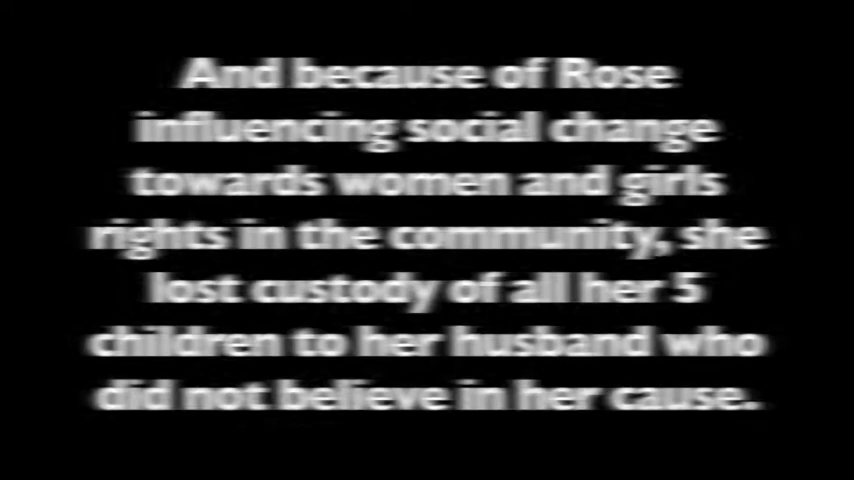 And because of Rose
influencing social change
towards women and girls
rights in the community, she
lost custody of all her 5
children to her husband who
did not believe in her cause.